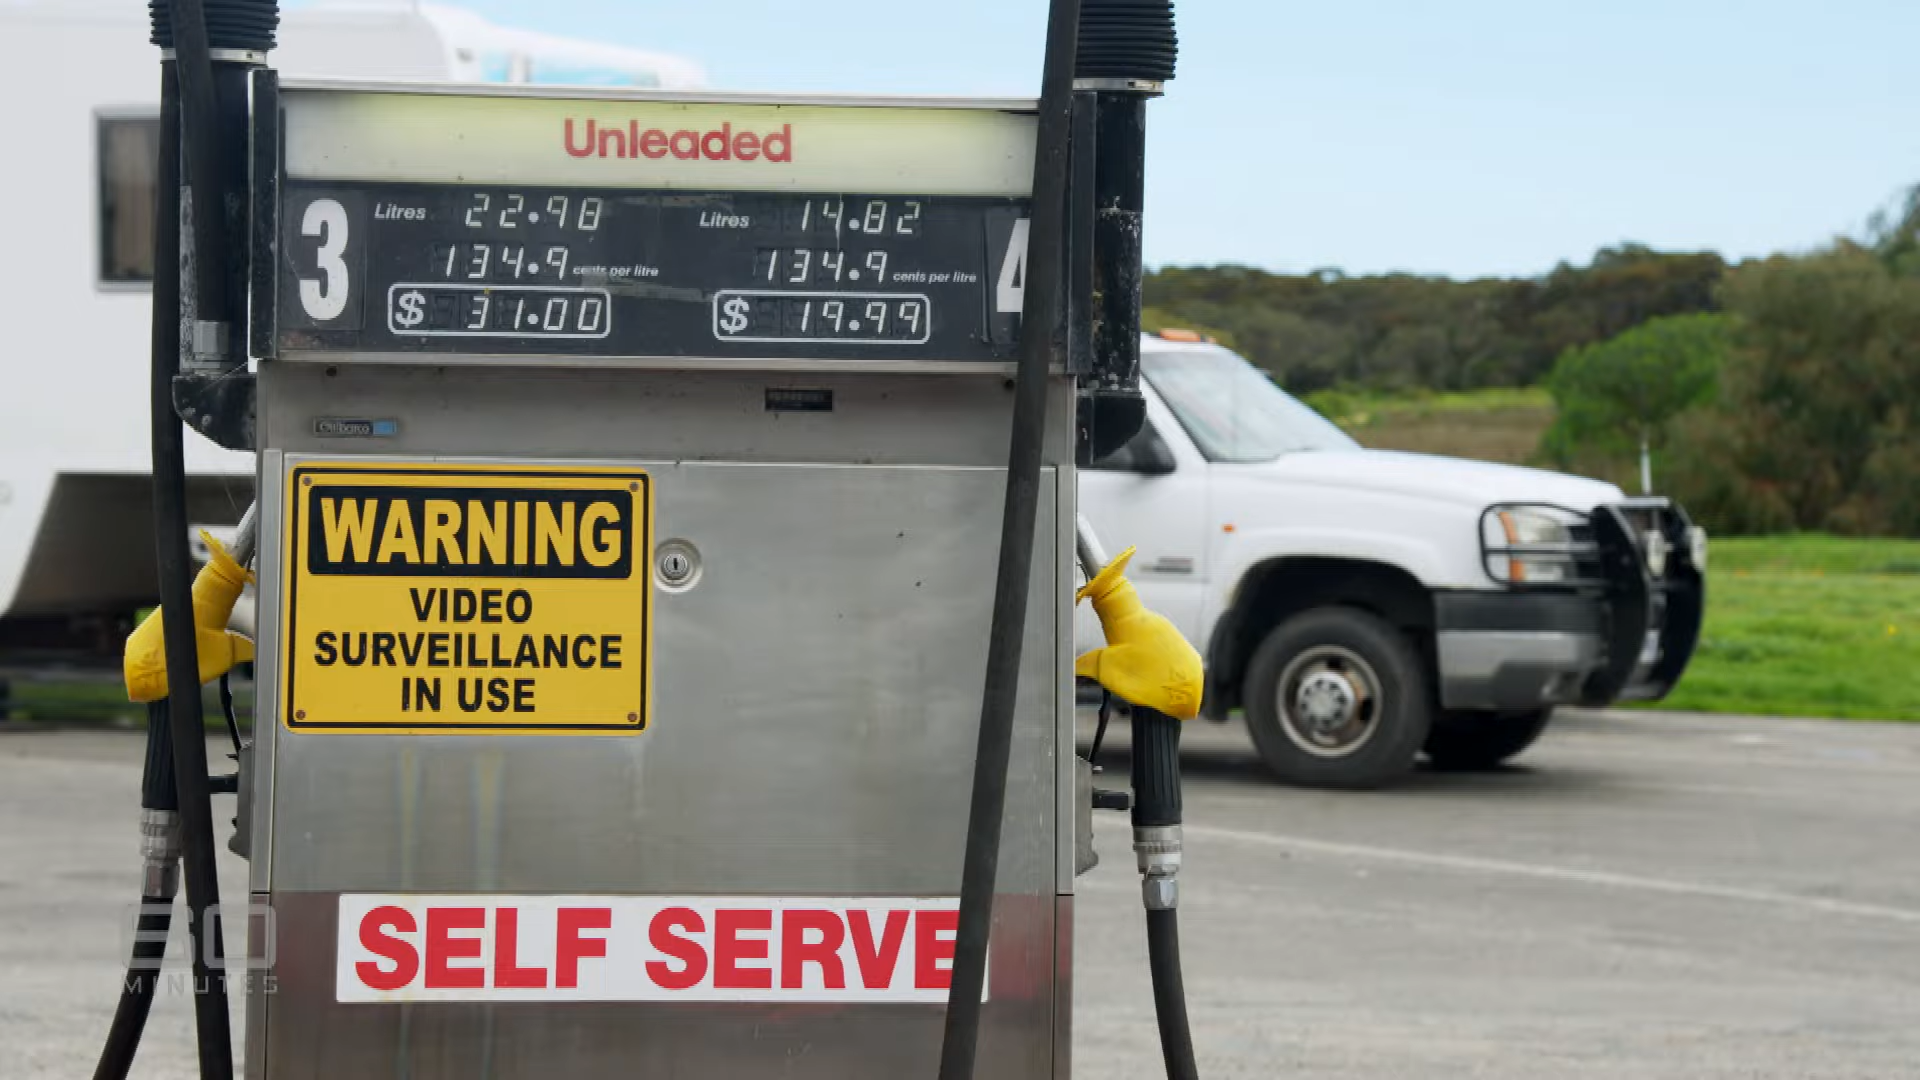 Unleaded
3
Litres 22.98
134.9 cents per litre
$ 31.00
Litres 14.82
134.9 cents per litre
$ 19.99
4
Gilbarco
WARNING
VIDEO
SURVEILLANCE
IN USE
SELF SERVE
60
MINUTES